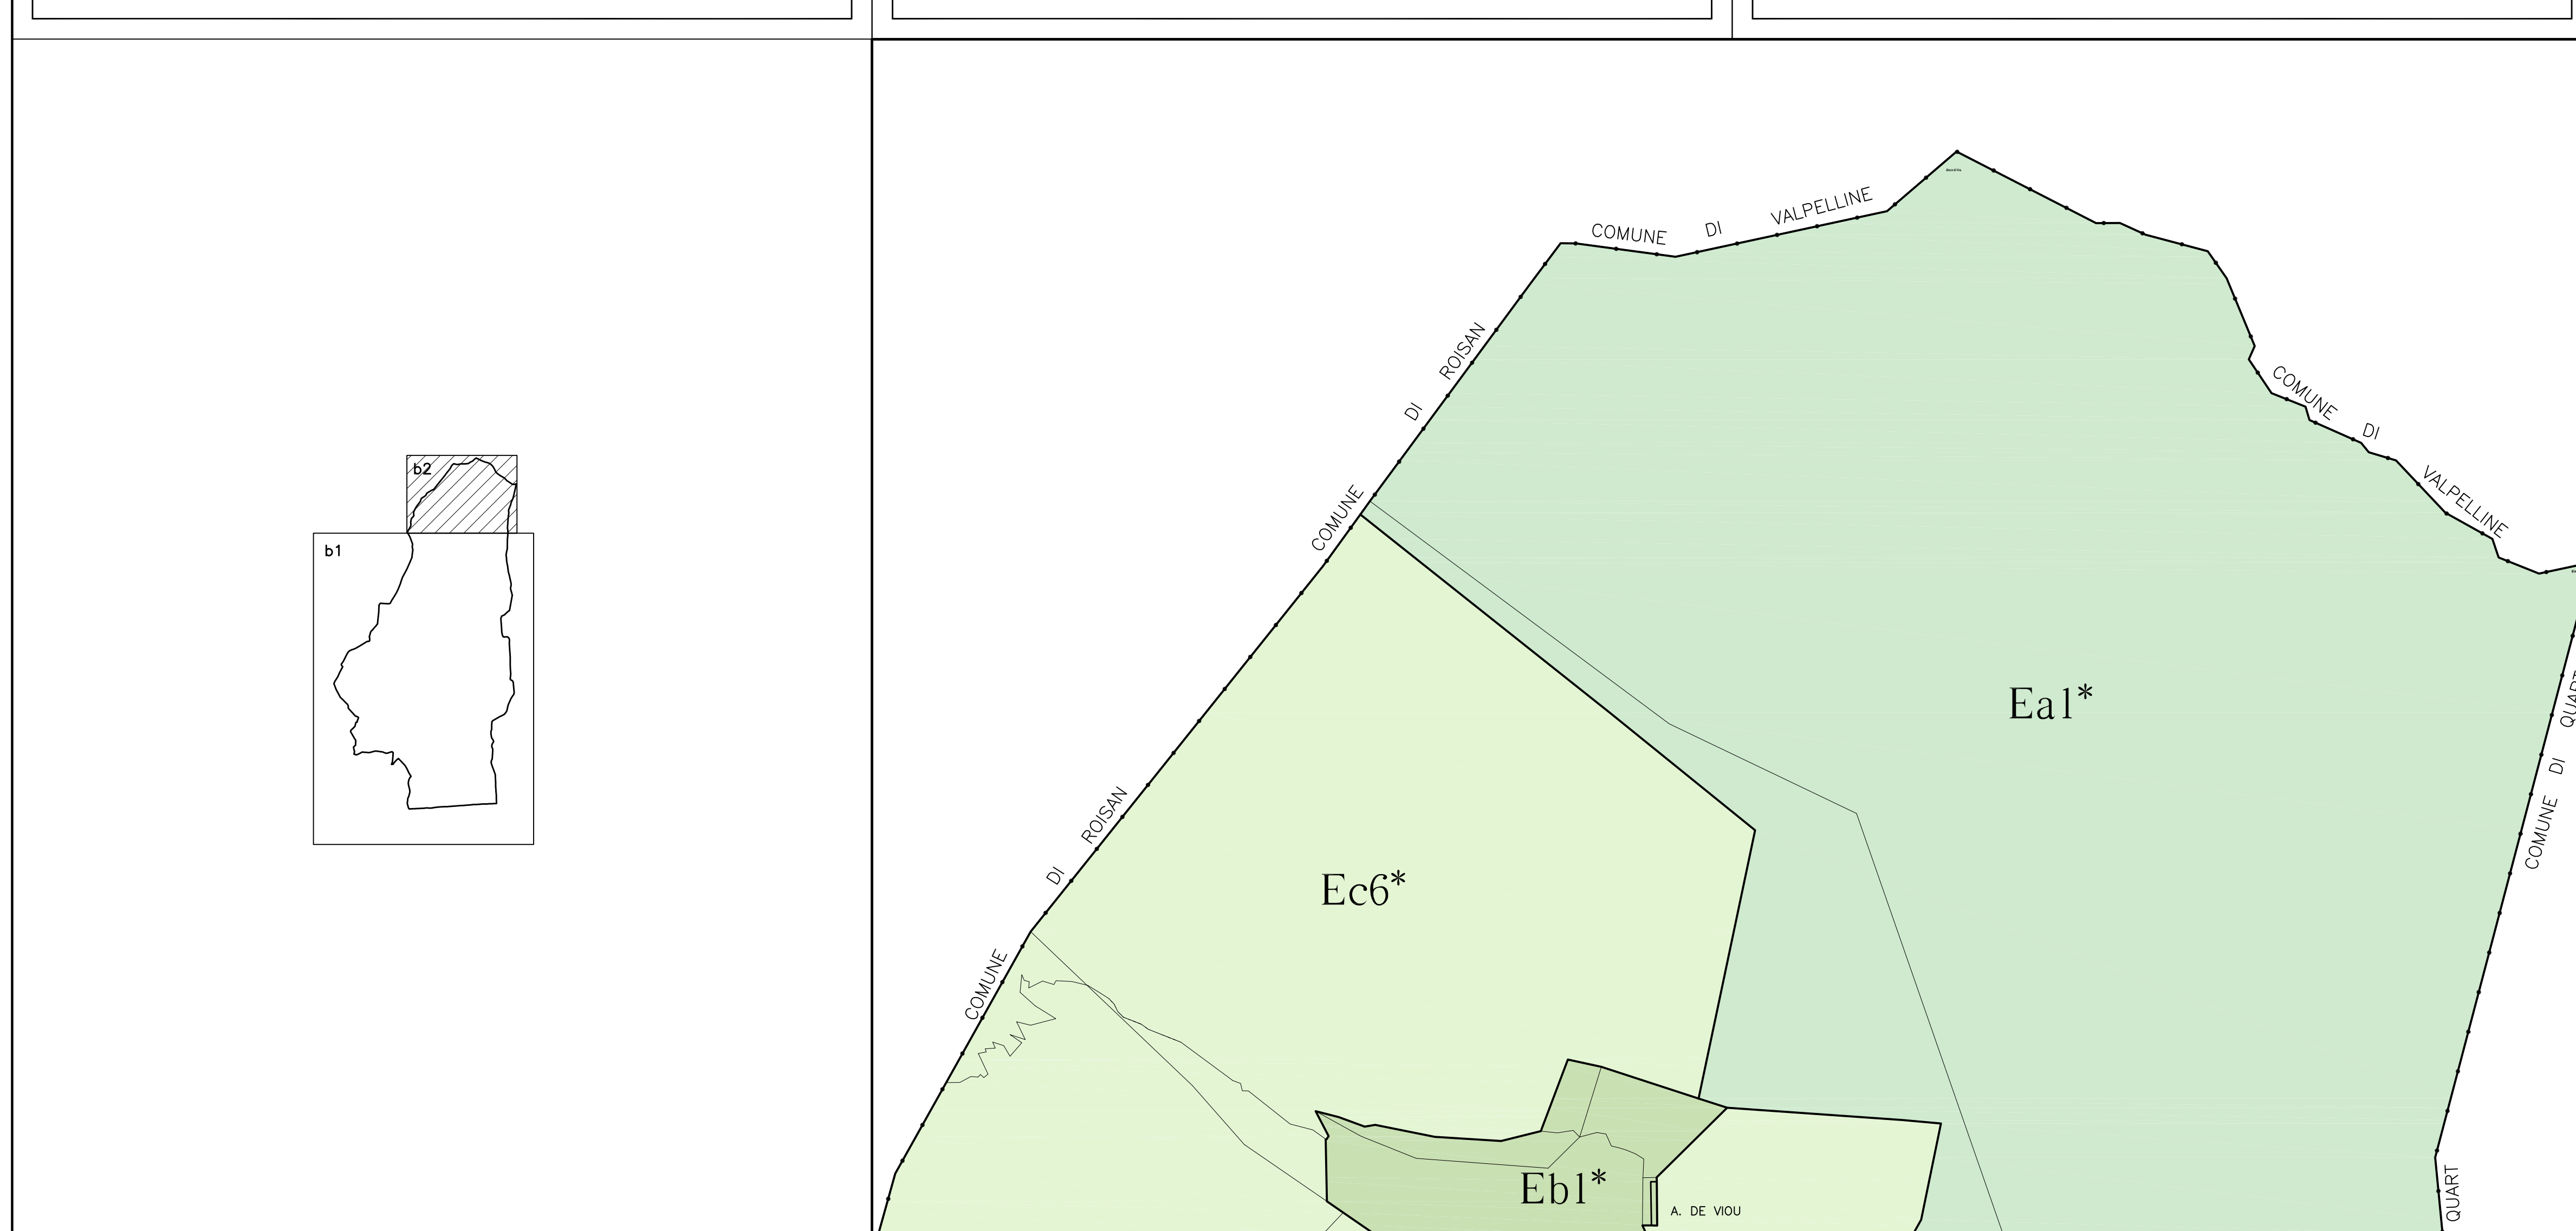 b2
b1
COMUNE DI VALPELLINE
COMUNE DI ROISAN
COMUNE DI VALPELLINE
COMUNE DI QUART
Ea1*
COMUNE DI ROISAN
Ec6*
Eb1*
A. DE VIOU
QUART